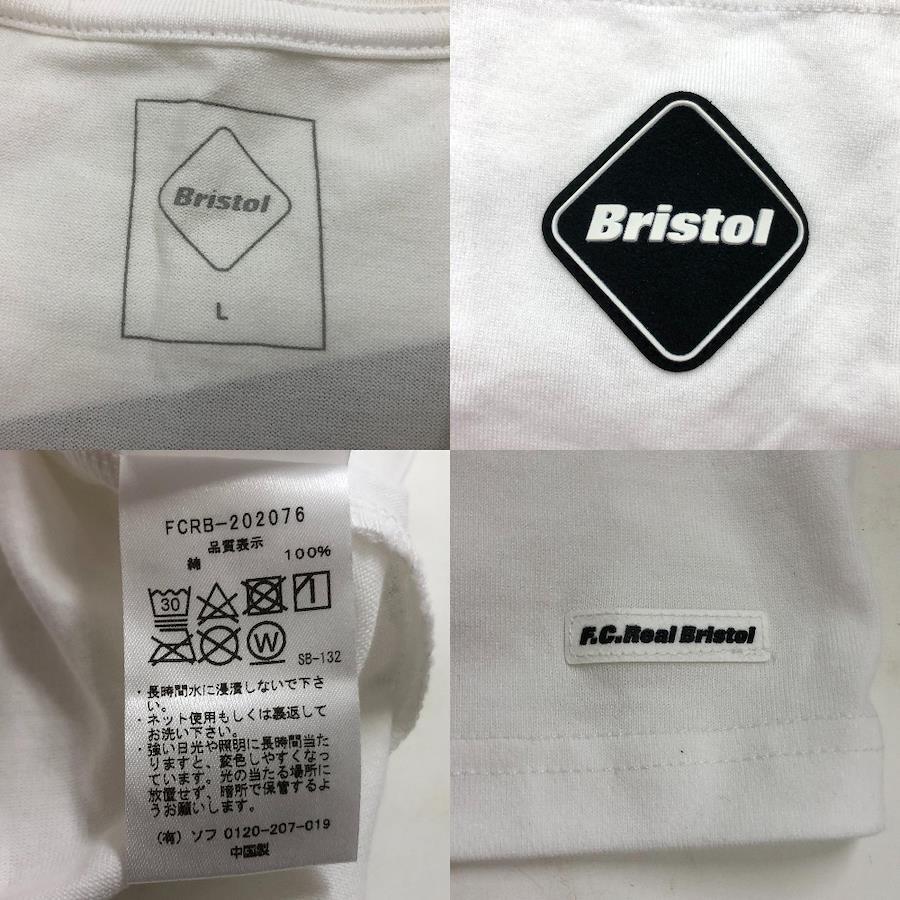 Bristol
L
Bristol
FCRB-202076
品質表示
綿 100%
30
W
SB-132
・長時間水に浸漬しないで下さ
い。
・ネット使用もしくは裏返して
お洗い下さい。
・強い日光や照明に長時間当た
りますと、変色しやすくなっ
ています。光の当たる場所に
放置せず、暗所で保管するよ
うお願いします。
(有)ソフ 0120-207-019
中国製
F.C.Real Bristol